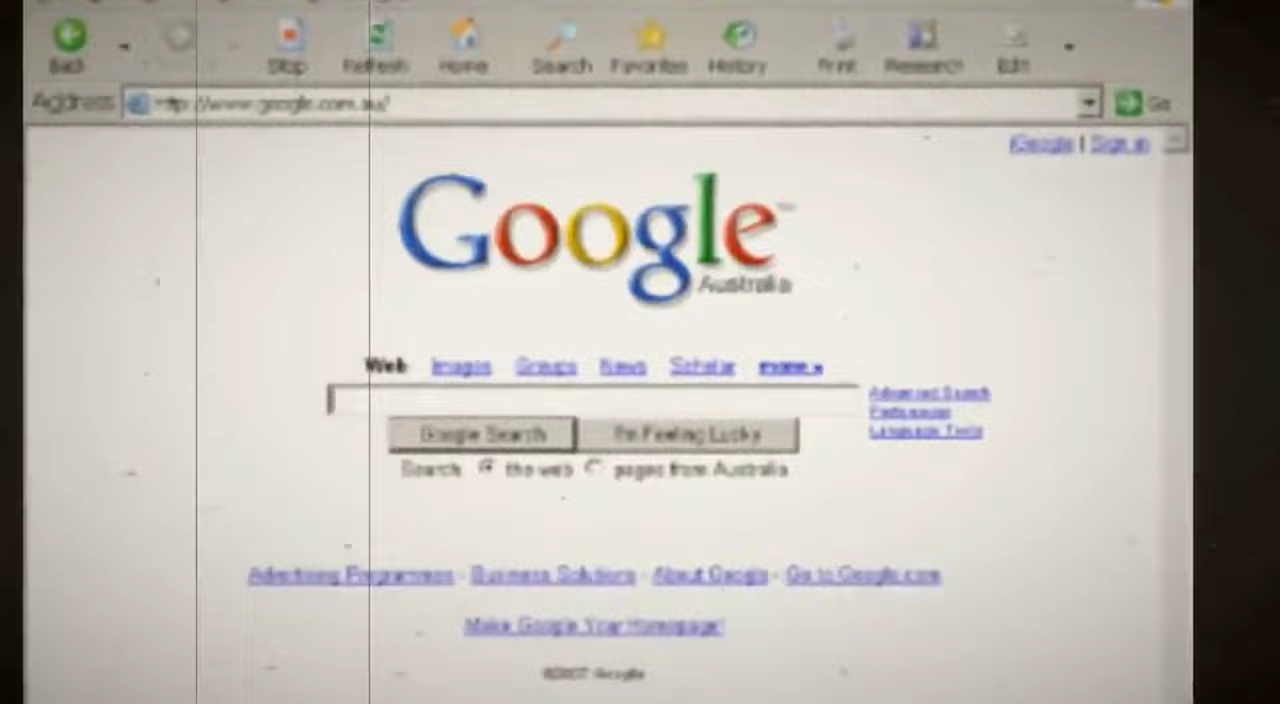 Back Stop Refresh Home Search Favorites History Print Research Edit
Address http://www.google.com.au/ Go
iGoogle | Sign in
Google™
Australia
Web Images Groups News Scholar more »
Advanced Search
Preferences
Language Tools
Google Search I'm Feeling Lucky
Search: the web pages from Australia
Advertising Programmes - Business Solutions - About Google - Go to Google.com
Make Google Your Homepage!
©2007 Google